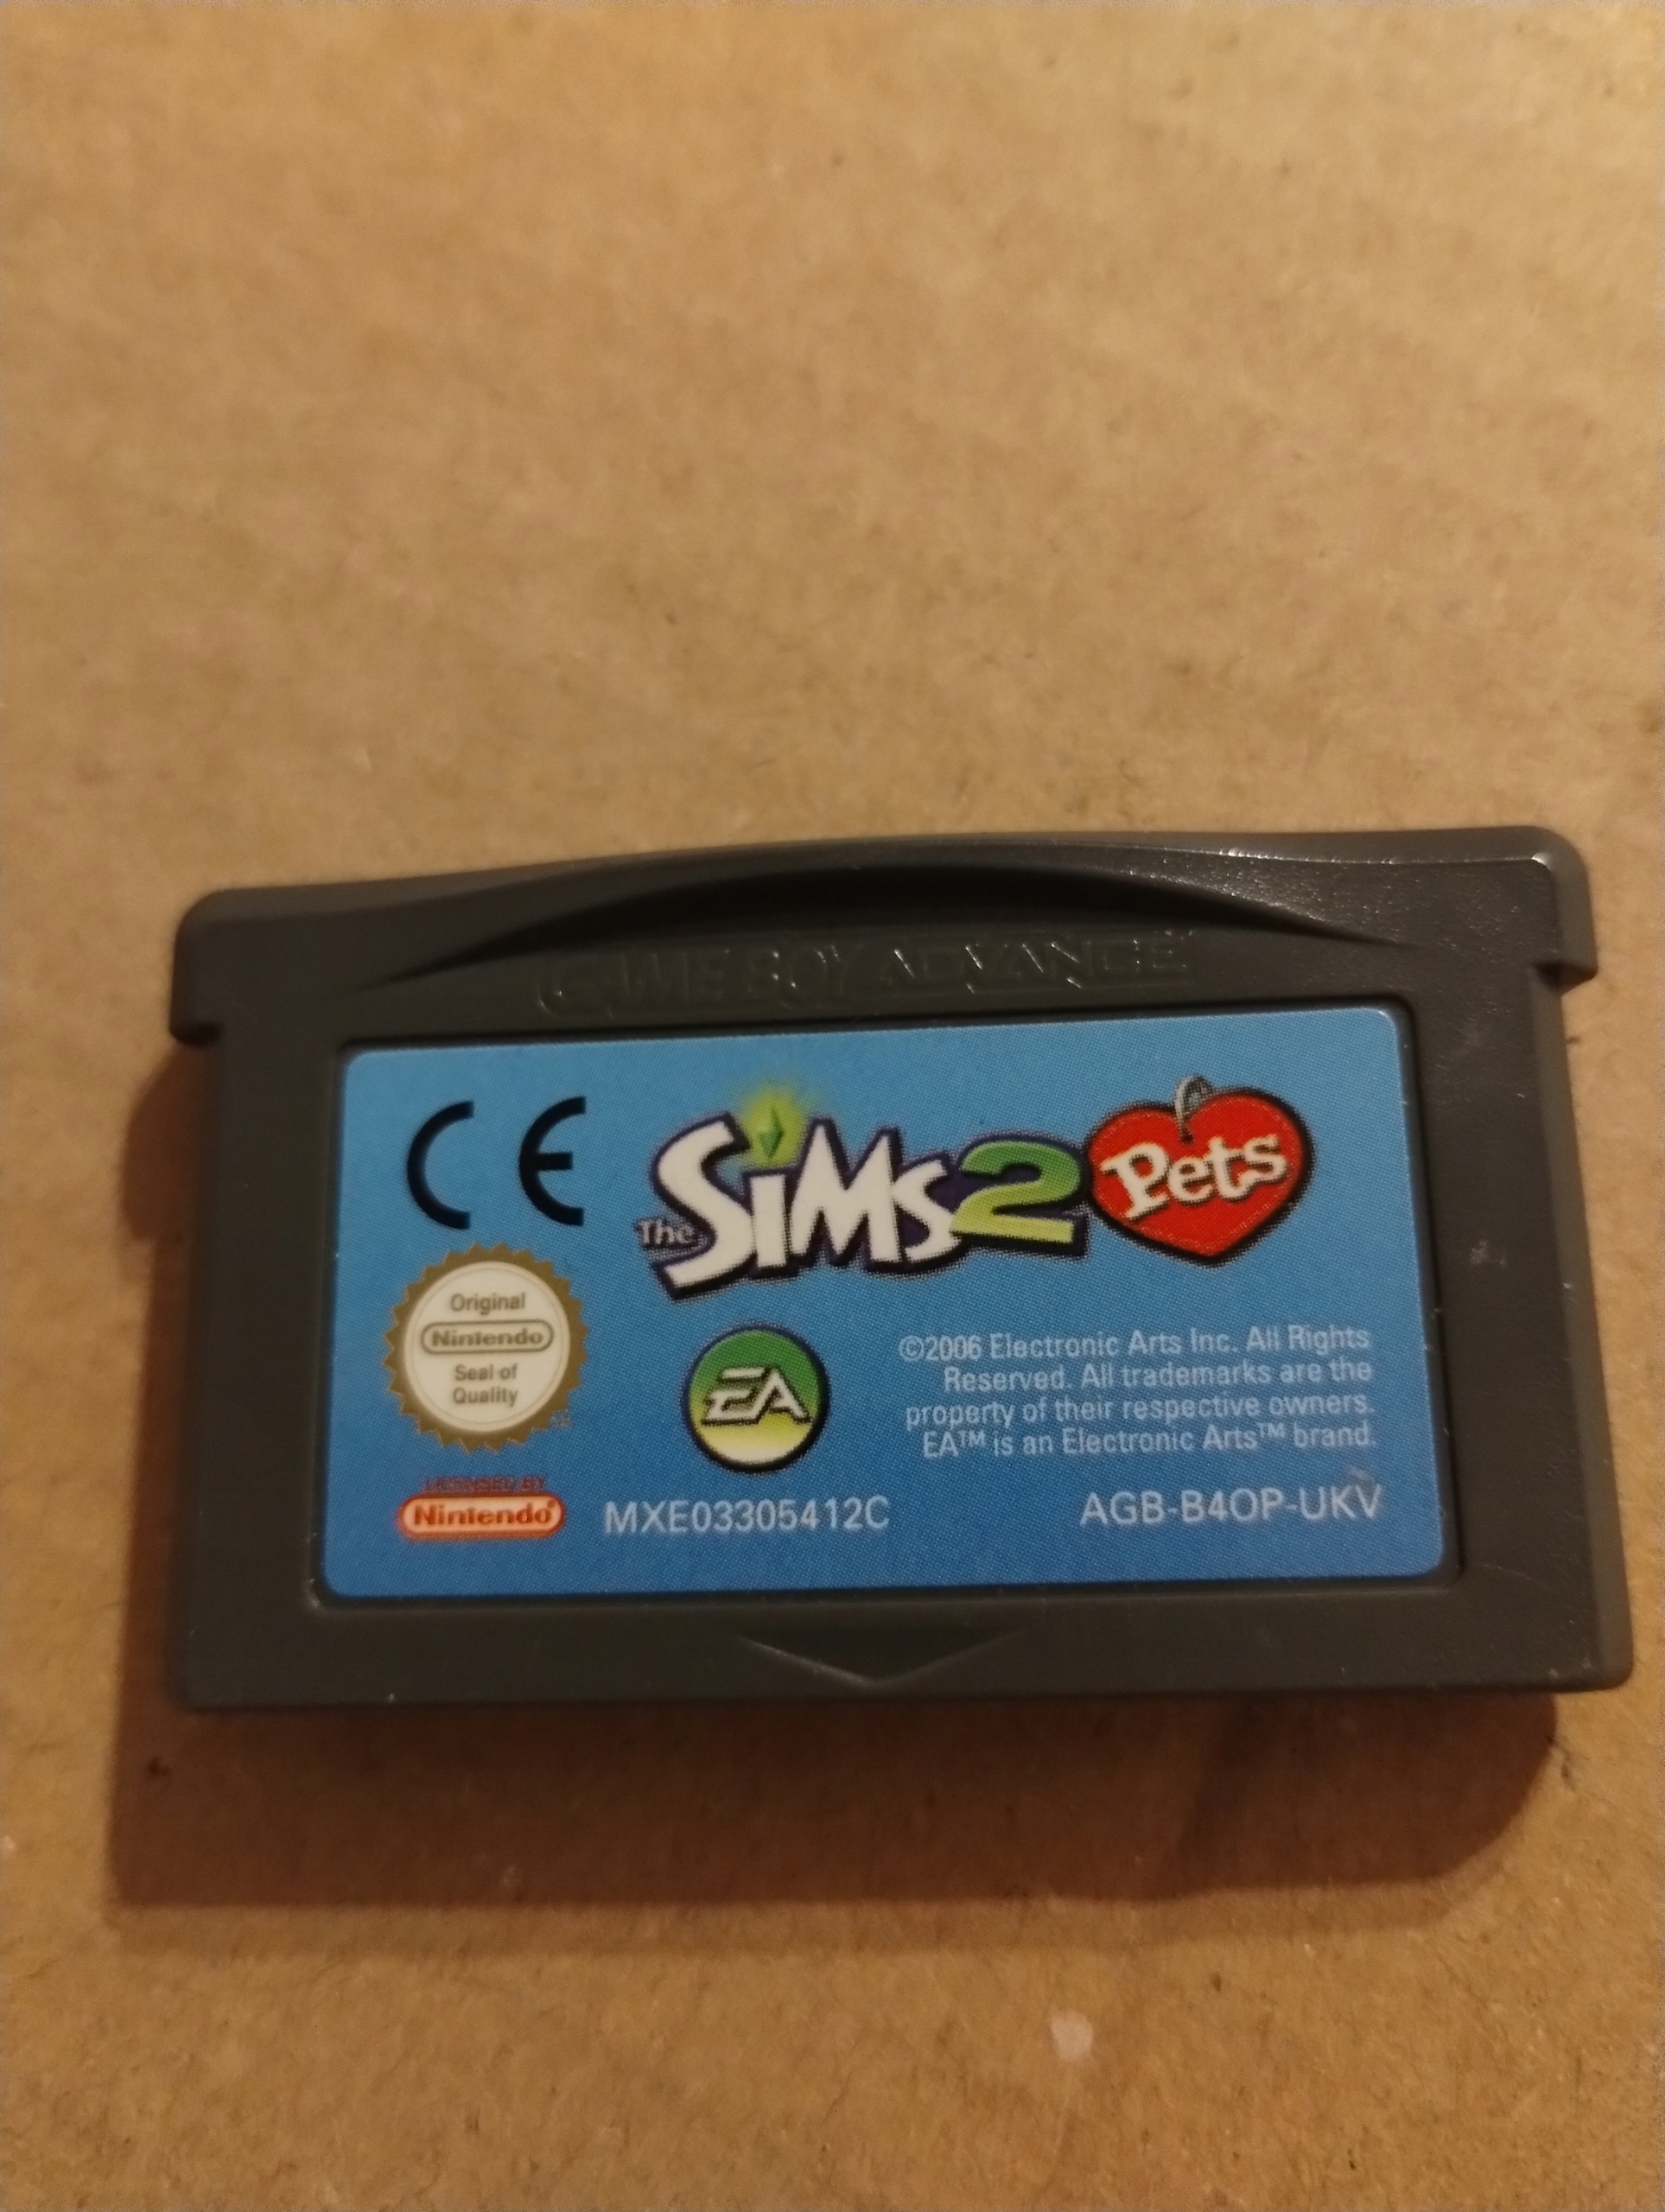 GAME BOY ADVANCE
CE
The Sims 2 Pets
Original
Nintendo
Seal of
Quality
EA
©2006 Electronic Arts Inc. All Rights
Reserved. All trademarks are the
property of their respective owners.
EA™ is an Electronic Arts™ brand.
LICENSED BY
Nintendo®
MXE03305412C
AGB-B4OP-UKV